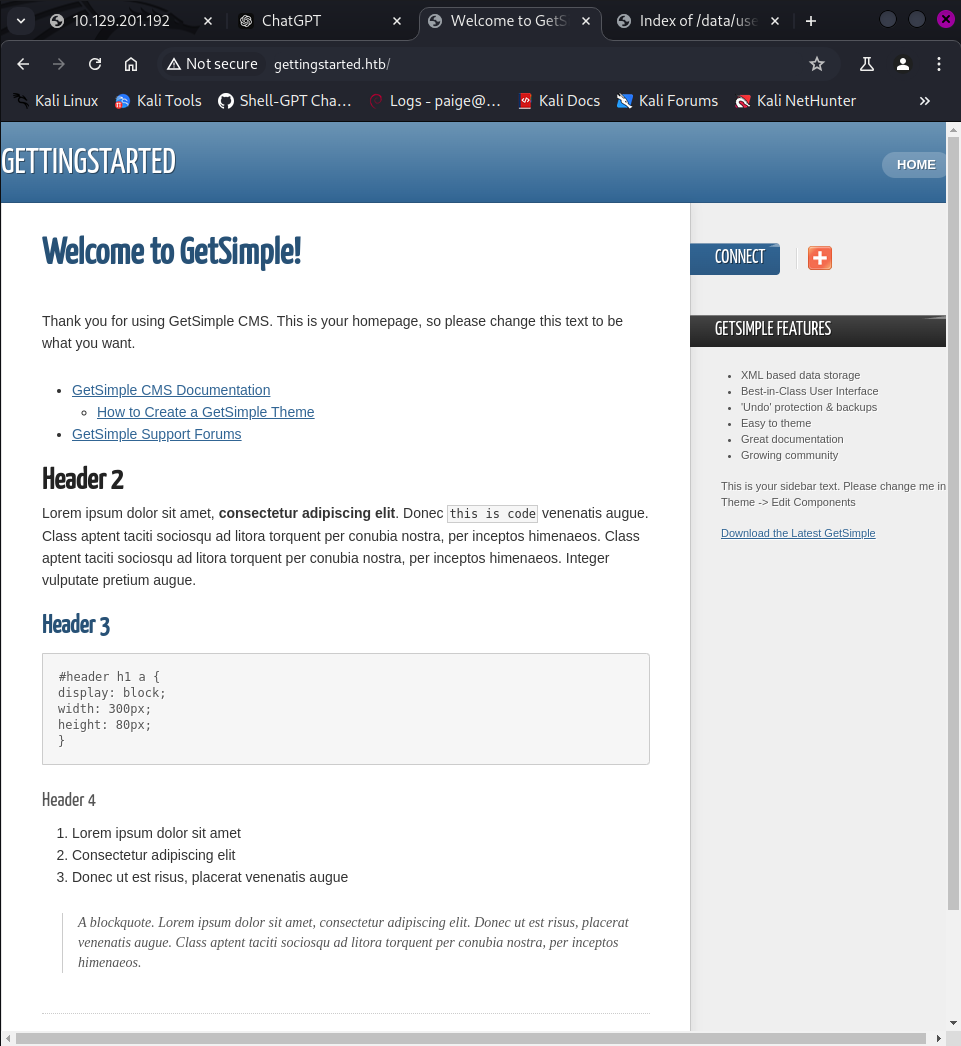 10.129.201.192
ChatGPT
Welcome to GetS
Index of /data/use
Not secure
gettingstarted.htb/
Kali Linux
Kali Tools
Shell-GPT Cha...
Logs - paige@...
Kali Docs
Kali Forums
Kali NetHunter
»
GETTINGSTARTED
HOME
Welcome to GetSimple!
Thank you for using GetSimple CMS. This is your homepage, so please change this text to be
what you want.
GetSimple CMS Documentation
How to Create a GetSimple Theme
GetSimple Support Forums
Header 2
Lorem ipsum dolor sit amet, consectetur adipiscing elit. Donec this is code venenatis augue.
Class aptent taciti sociosqu ad litora torquent per conubia nostra, per inceptos himenaeos. Class
aptent taciti sociosqu ad litora torquent per conubia nostra, per inceptos himenaeos. Integer
vulputate pretium augue.
Header 3
#header h1 a {
display: block;
width: 300px;
height: 80px;
}
Header 4
1. Lorem ipsum dolor sit amet
2. Consectetur adipiscing elit
3. Donec ut est risus, placerat venenatis augue
A blockquote. Lorem ipsum dolor sit amet, consectetur adipiscing elit. Donec ut est risus, placerat
venenatis augue. Class aptent taciti sociosqu ad litora torquent per conubia nostra, per inceptos
himenaeos.
CONNECT
GETSIMPLE FEATURES
XML based data storage
Best-in-Class User Interface
'Undo' protection & backups
Easy to theme
Great documentation
Growing community
This is your sidebar text. Please change me in
Theme -> Edit Components
Download the Latest GetSimple